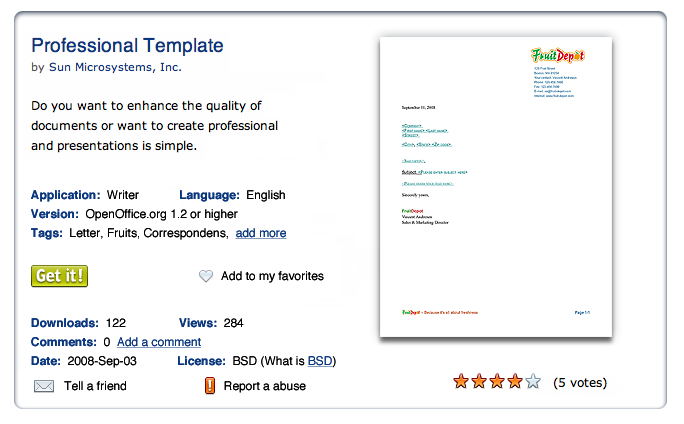 Professional Template
by Sun Microsystems, Inc.
Do you want to enhance the quality of
documents or want to create professional
and presentations is simple.
Application: Writer Language: English
Version: OpenOffice.org 1.2 or higher
Tags: Letter, Fruits, Correspondens, add more
Get it!
Add to my favorites
Downloads: 122 Views: 284
Comments: 0 Add a comment
Date: 2008-Sep-03 License: BSD (What is BSD)
Tell a friend
Report a abuse
FruitDepot
September 11, 2008
Sincerely yours,
FruitDepot
Vincent Andrews
Sales & Marketing Director
FruitDepot – Because it's all about freshness
Page 1/1
(5 votes)